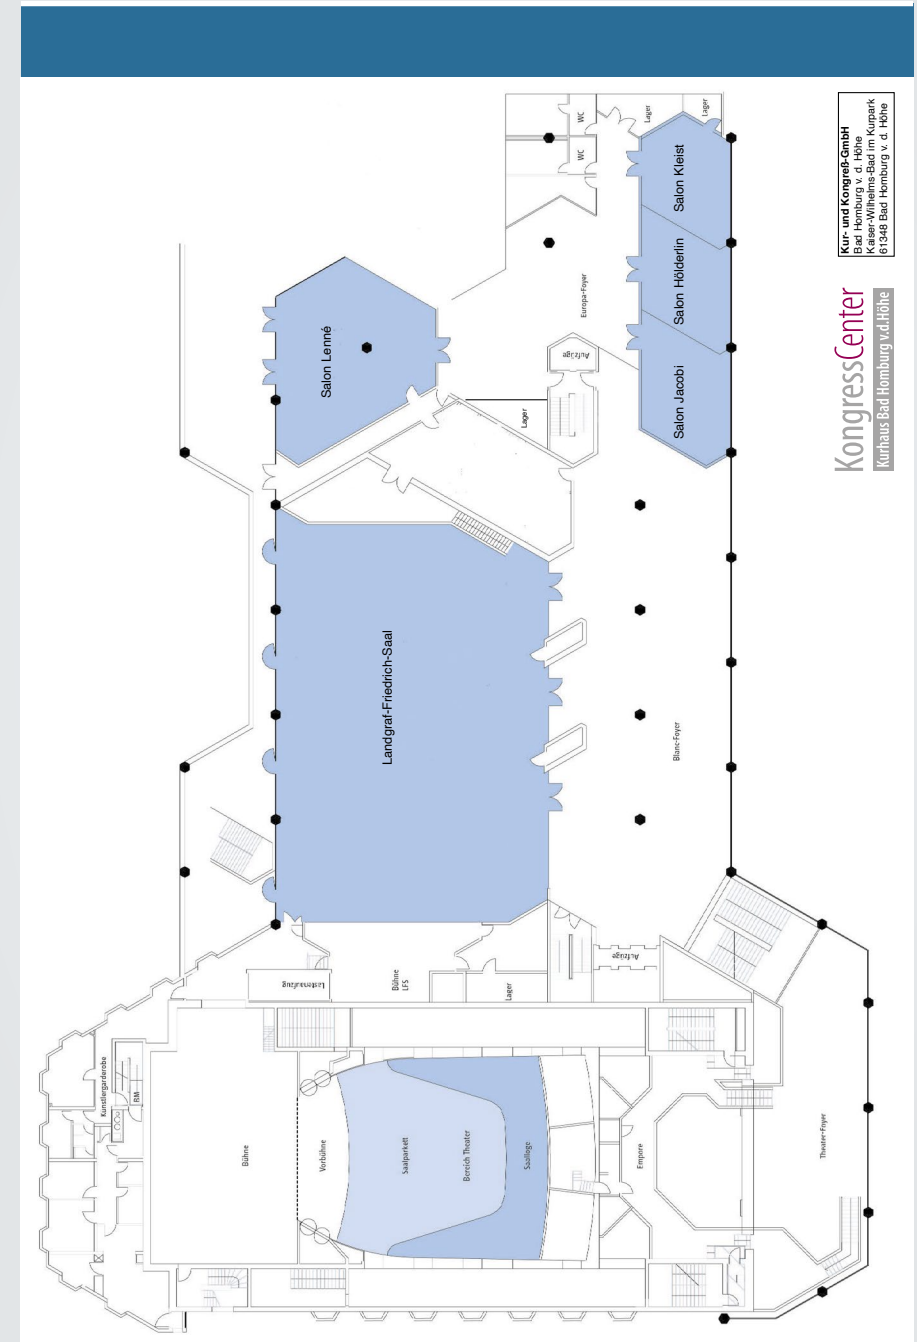 Kur- und Kongreß-GmbH
Bad Homburg v. d. Höhe
Kaiser-Wilhelms-Bad im Kurpark
61348 Bad Homburg v. d. Höhe
KongressCenter
Kurhaus Bad Homburg v.d.Höhe
WC
WC
Lager
Lager
Salon Kleist
Salon Hölderlin
Salon Jacobi
Europa-Foyer
Aufzüge
Lager
Salon Lenné
Landgraf-Friedrich-Saal
Blanc-Foyer
Aufzüge
Lastenaufzug
Bühne
LFS
Lager
Künstlergarderobe
RM
Bühne
Vorbühne
Saalparkett
Bereich Theater
Saalloge
Empore
Theater-Foyer